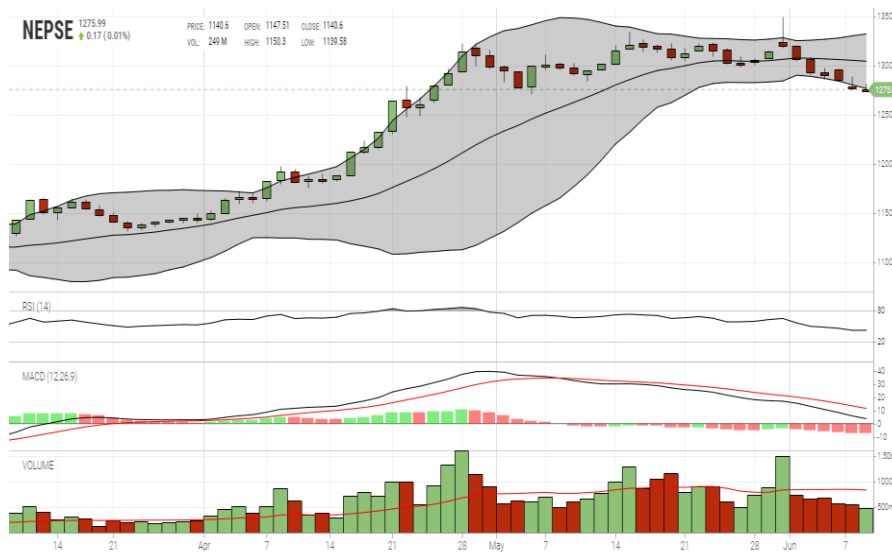 NEPSE 1275.99
0.17 ( 0.01%)
PRICE: 1140.6 OPEN: 1147.51 CLOSE: 1140.6
VOL: 249 M HIGH: 1150.3 LOW: 1139.58
1350
1300
1275
1250
1200
1150
1100
RSI (14)
80
20
MACD (12,26,9)
40
30
20
10
0
-10
VOLUME
1.50
1000
500m
14 21 Apr 7 14 21 28 May 7 14 21 28 Jun 7